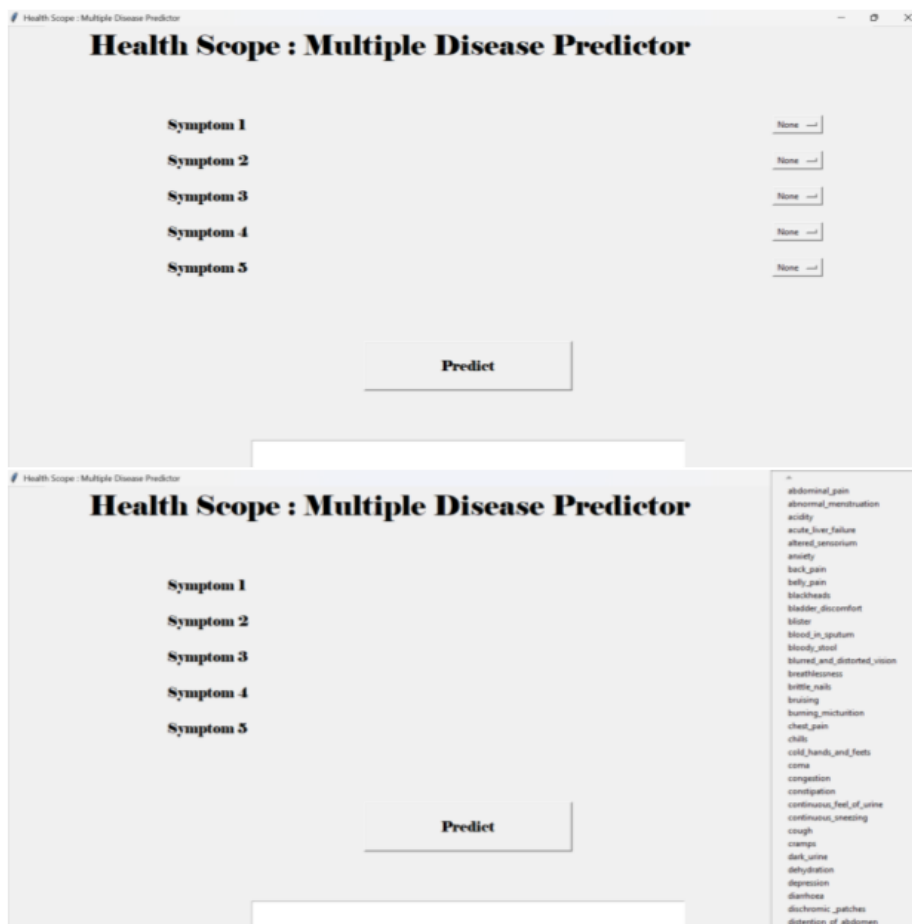 Health Scope : Multiple Disease Predictor
Health Scope : Multiple Disease Predictor
Symptom 1 None
Symptom 2 None
Symptom 3 None
Symptom 4 None
Symptom 5 None
Predict
Health Scope : Multiple Disease Predictor
Health Scope : Multiple Disease Predictor
Symptom 1
Symptom 2
Symptom 3
Symptom 4
Symptom 5
Predict
abdominal_pain
abnormal_menstruation
acidity
acute_liver_failure
altered_sensorium
anxiety
back_pain
belly_pain
blackheads
bladder_discomfort
blister
blood_in_sputum
bloody_stool
blurred_and_distorted_vision
breathlessness
brittle_nails
bruising
burning_micturition
chest_pain
chills
cold_hands_and_feets
coma
congestion
constipation
continuous_feel_of_urine
continuous_sneezing
cough
cramps
dark_urine
dehydration
depression
diarrhoea
dischromic _patches
distention_of_abdomen